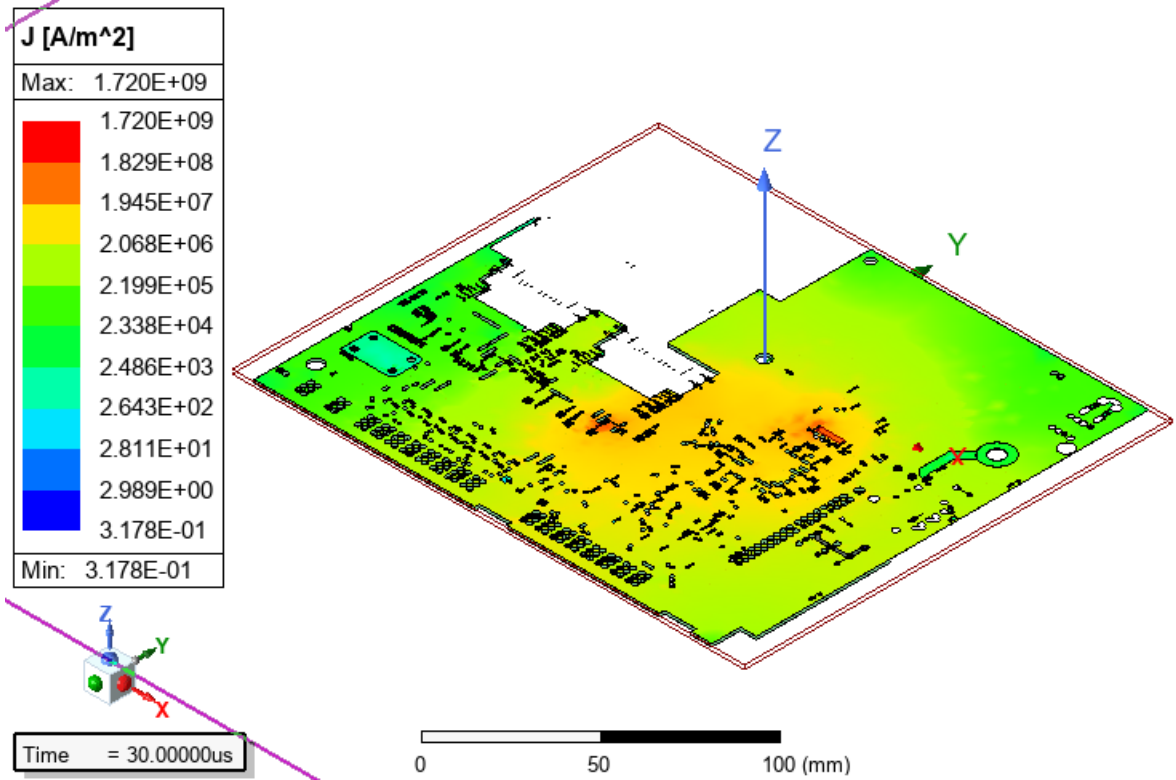 J [A/m^2]
Max: 1.720E+09
1.720E+09
1.829E+08
1.945E+07
2.068E+06
2.199E+05
2.338E+04
2.486E+03
2.643E+02
2.811E+01
2.989E+00
3.178E-01
Min: 3.178E-01
Z
Y
X
Z
Y
X
Time = 30.00000us
0 50 100 (mm)